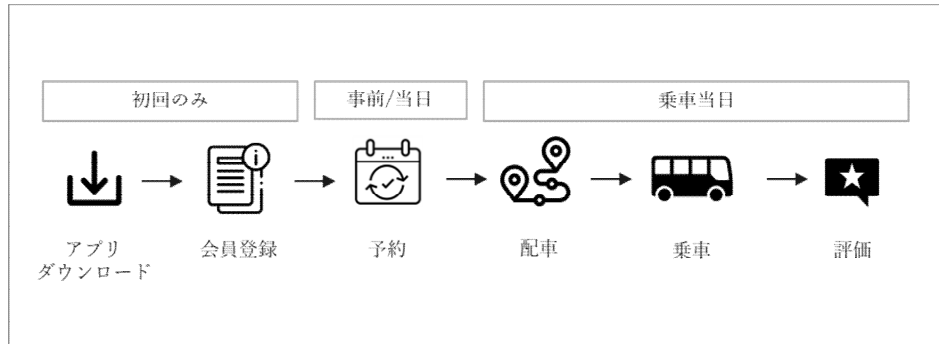 初回のみ
事前/当日
乗車当日
アプリ
ダウンロード
会員登録
予約
配車
乗車
評価